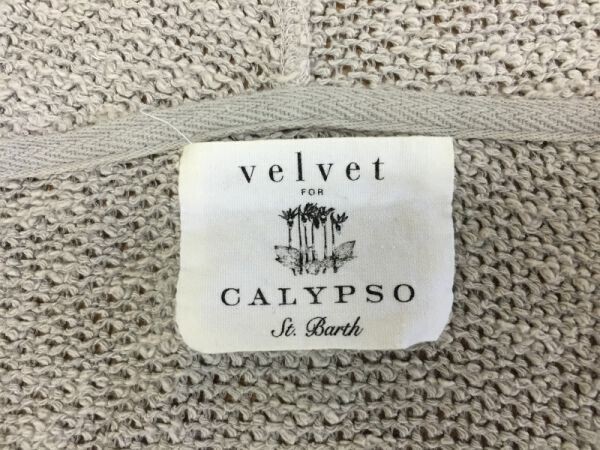 velvet
FOR
CALYPSO
St. Barth